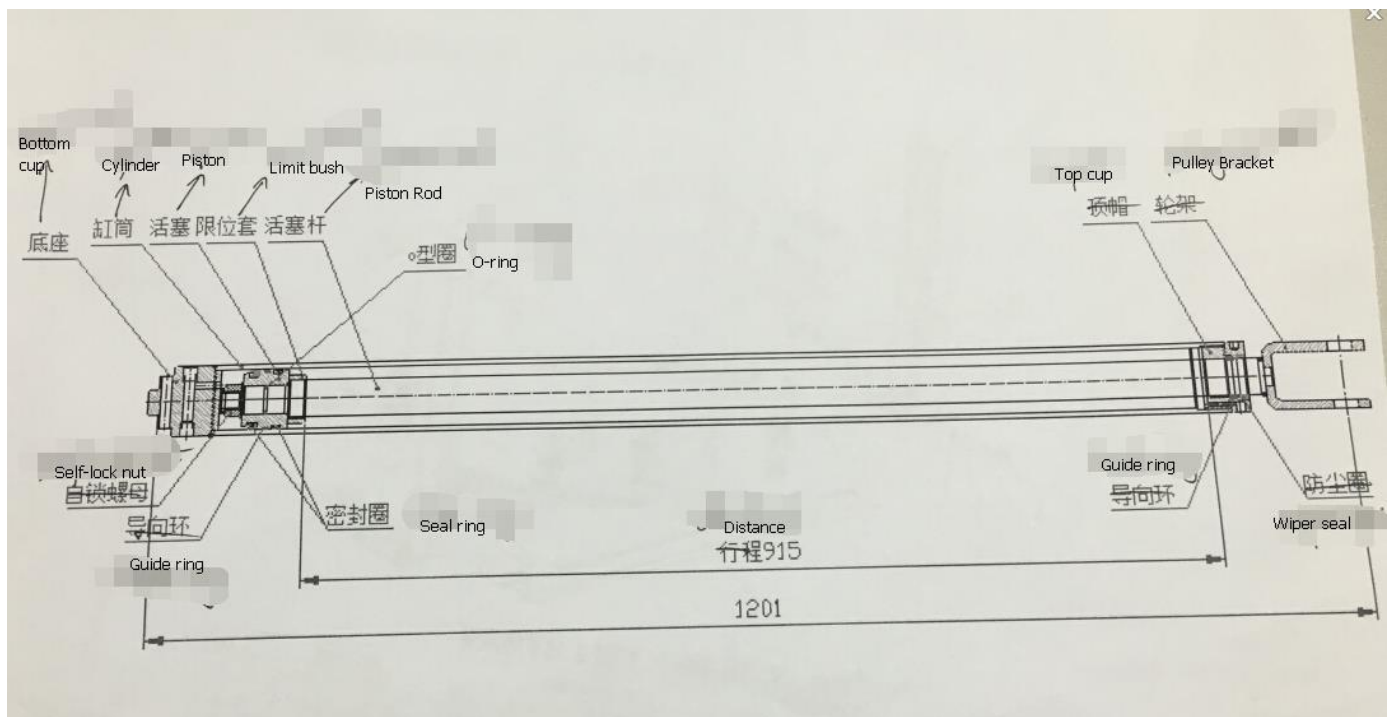 Bottom
cup
Cylinder
Piston
Limit bush
Piston Rod
Top cup
Pulley Bracket
底座
缸筒
活塞
限位套
活塞杆
o型圈
O-ring
顶帽
轮架
Self-lock nut
自锁螺母
导向环
Guide ring
密封圈
Seal ring
Distance
行程915
Guide ring
导向环
防尘圈
Wiper seal
1201